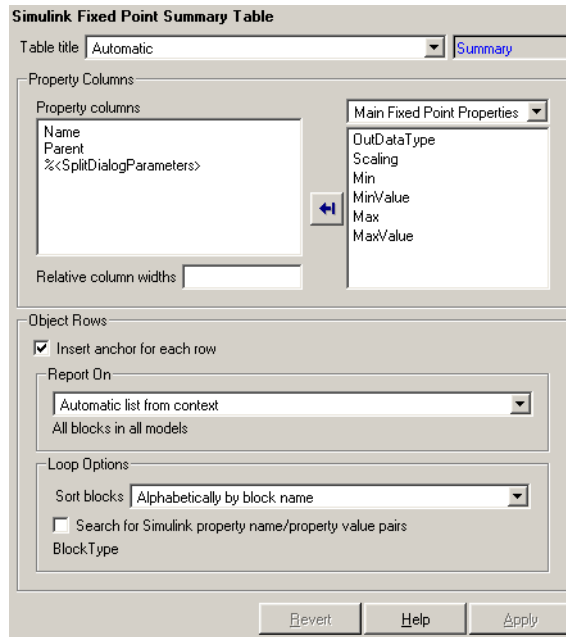 Simulink Fixed Point Summary Table
Table title Automatic Summary
Property Columns
Property columns Main Fixed Point Properties
Name
Parent
%<SplitDialogParameters>
OutDataType
Scaling
Min
MinValue
Max
MaxValue
Relative column widths
Object Rows
Insert anchor for each row
Report On
Automatic list from context
All blocks in all models
Loop Options
Sort blocks Alphabetically by block name
Search for Simulink property name/property value pairs
BlockType
Revert Help Apply